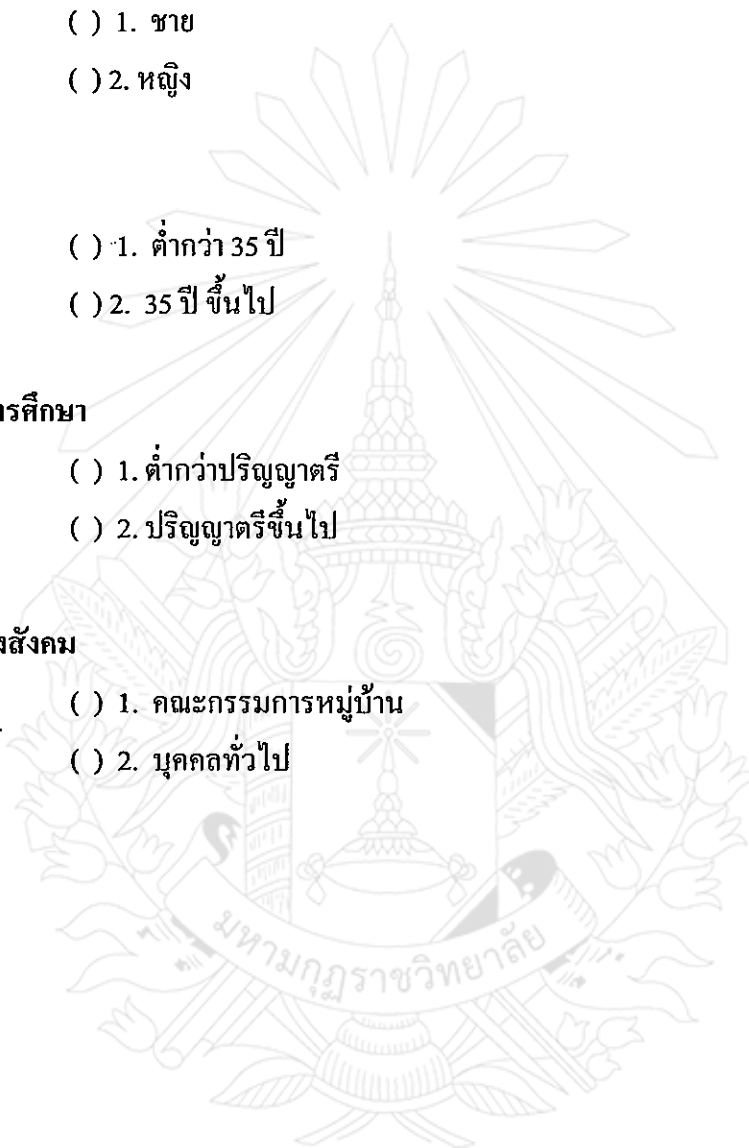 ( ) 1. ชาย
( ) 2. หญิง
( ) 1. ต่ำกว่า 35 ปี
( ) 2. 35 ปี ขึ้นไป
ารศึกษา
( ) 1. ต่ำกว่าปริญญาตรี
( ) 2. ปริญญาตรีขึ้นไป
งสังคม
( ) 1. คณะกรรมการหมู่บ้าน
( ) 2. บุคคลทั่วไป
มหามกุฏราชวิทยาลัย